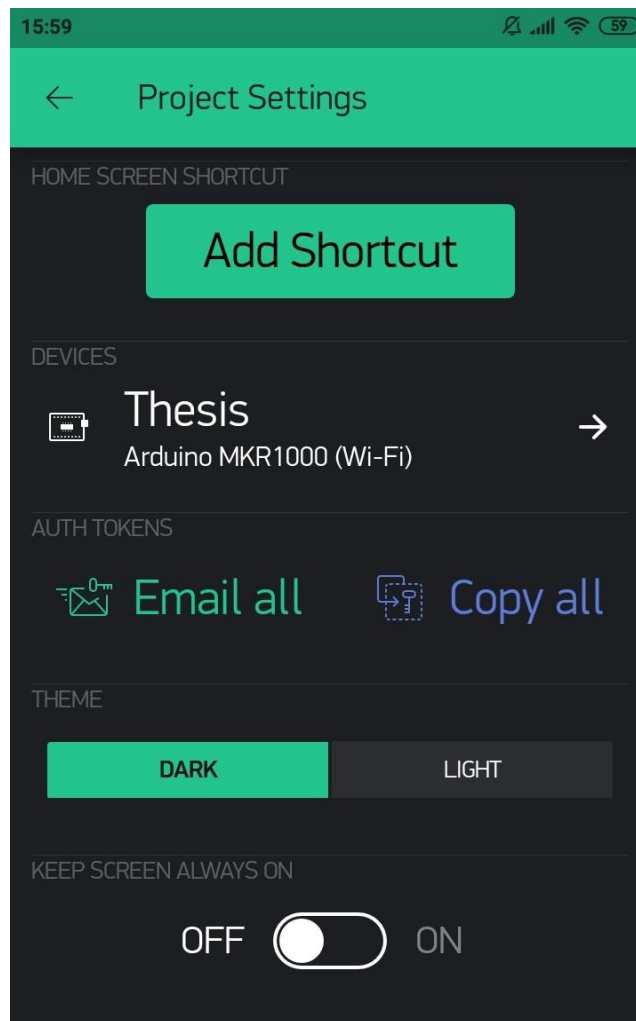 15:59
59
Project Settings
HOME SCREEN SHORTCUT
Add Shortcut
DEVICES
Thesis
Arduino MKR1000 (Wi-Fi)
AUTH TOKENS
Email all
Copy all
THEME
DARK
LIGHT
KEEP SCREEN ALWAYS ON
OFF
ON